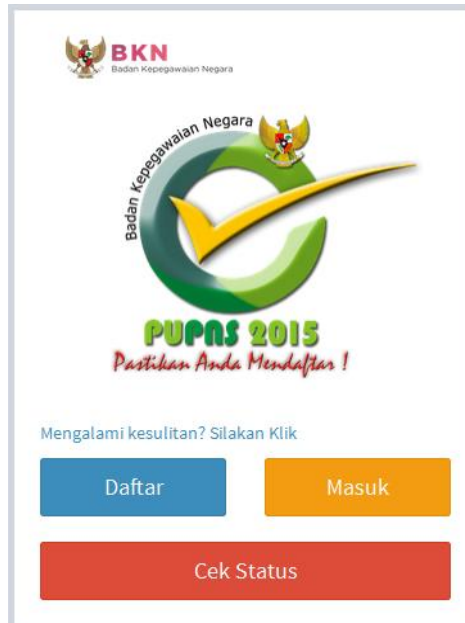 BKN
Badan Kepegawaian Negara
Badan Kepegawaian Negara
PUPNS 2015
Pastikan Anda Mendaftar !
Mengalami kesulitan? Silakan Klik
Daftar
Masuk
Cek Status